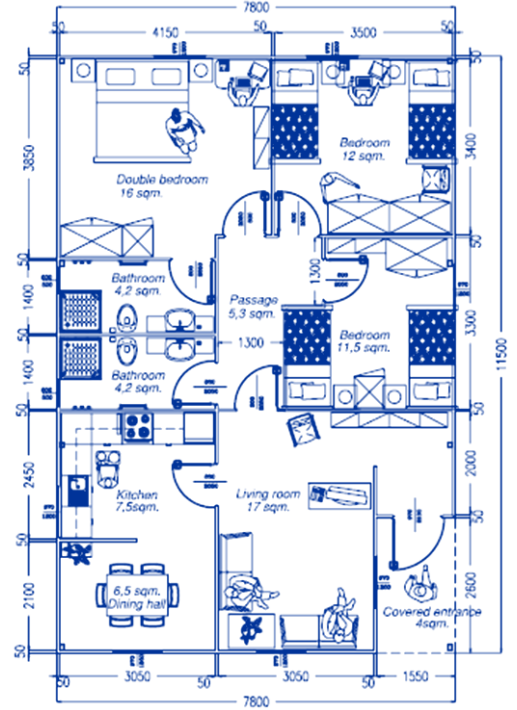 7800
50
50
50
4150
3500
50
50
Double bedroom
16 sqm.
Bedroom
12 sqm.
3850
3400
50
50
Bathroom
4,2 sqm.
1400
Passage
5,3 sqm.
1300
1300
3300
Bedroom
11,5 sqm.
50
Bathroom
4,2 sqm.
1400
11500
50
50
2450
Kitchen
7,5sqm.
Living room
17 sqm.
2000
50
50
2100
6,5 sqm.
Dining hall
2600
Covered entrance
4sqm.
50
50
50
3050
50
3050
50
1550
7800